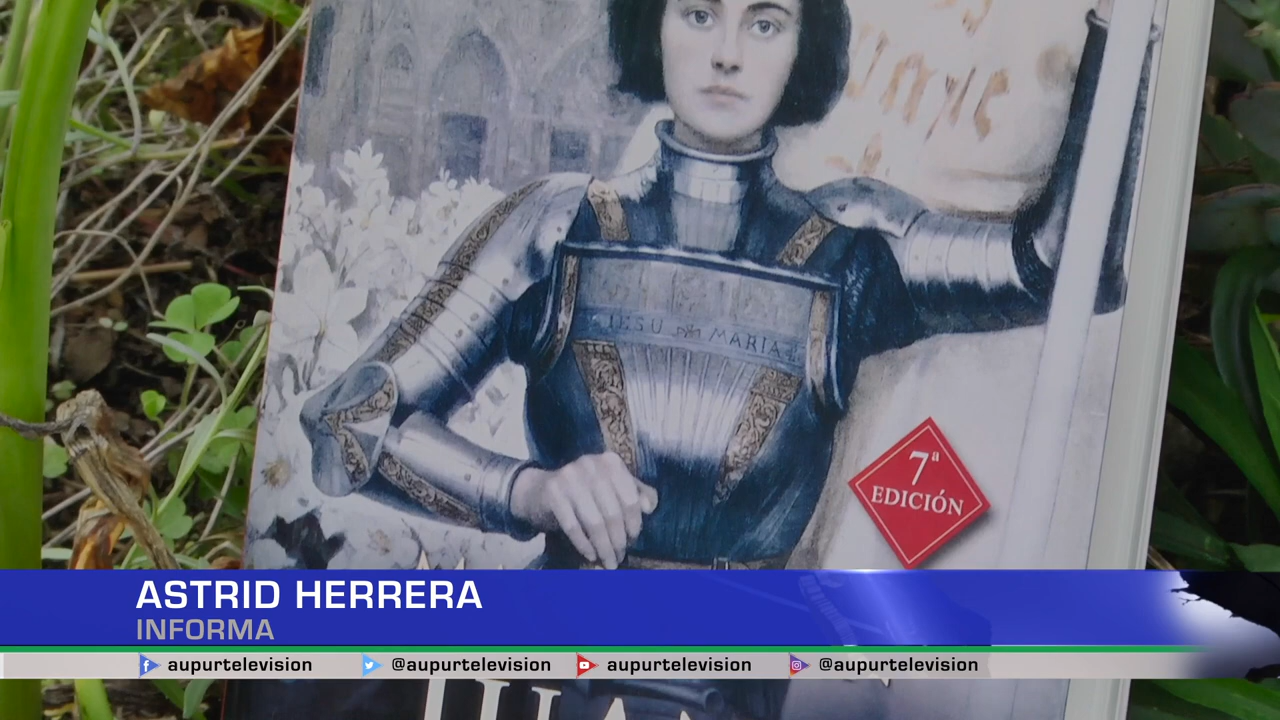 IESU MARIA
7ª
EDICIÓN
ASTRID HERRERA
INFORMA
aupurtelevision
@aupurtelevision
aupurtelevision
@aupurtelevision